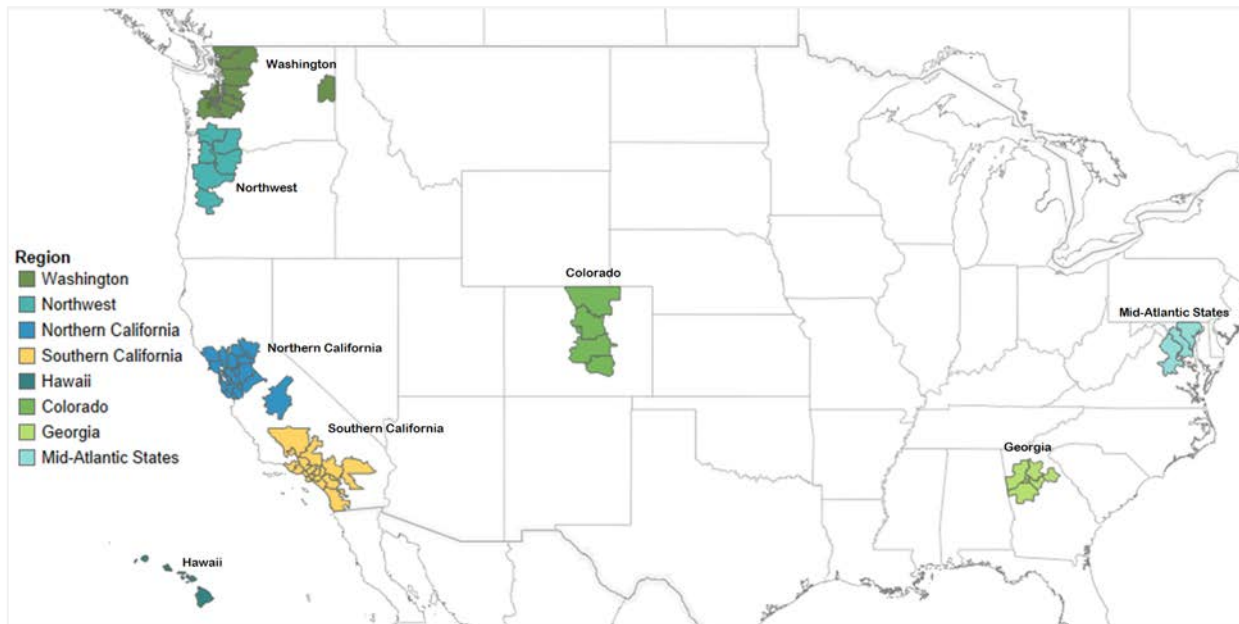 Washington
Northwest
Region
Washington
Northwest
Northern California
Southern California
Hawaii
Colorado
Georgia
Mid-Atlantic States
Colorado
Mid-Atlantic States
Northern California
Southern California
Georgia
Hawaii